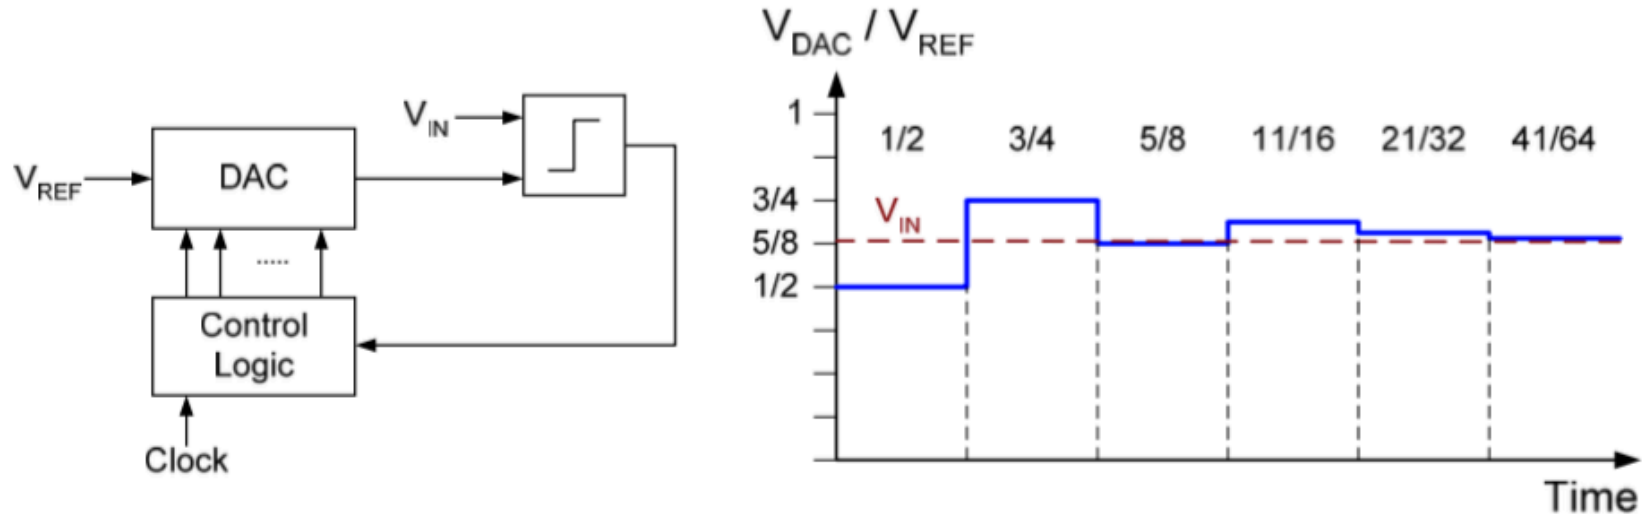 V_REF
DAC
V_IN
.....
Control
Logic
Clock
V_DAC / V_REF
1
1/2 3/4 5/8 11/16 21/32 41/64
3/4
V_IN
5/8
1/2
Time